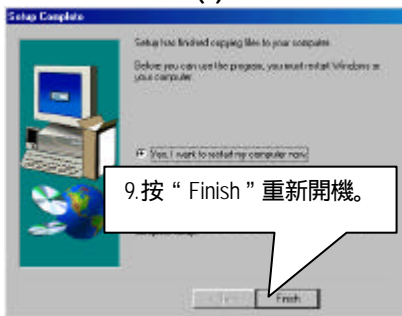 Setup Complete
Setup has finished copying files to your computer.
Before you can use the program, you must restart Windows or
your computer.
Yes, I want to restart my computer now.
9.按 “ Finish ” 重新開機。
Finish